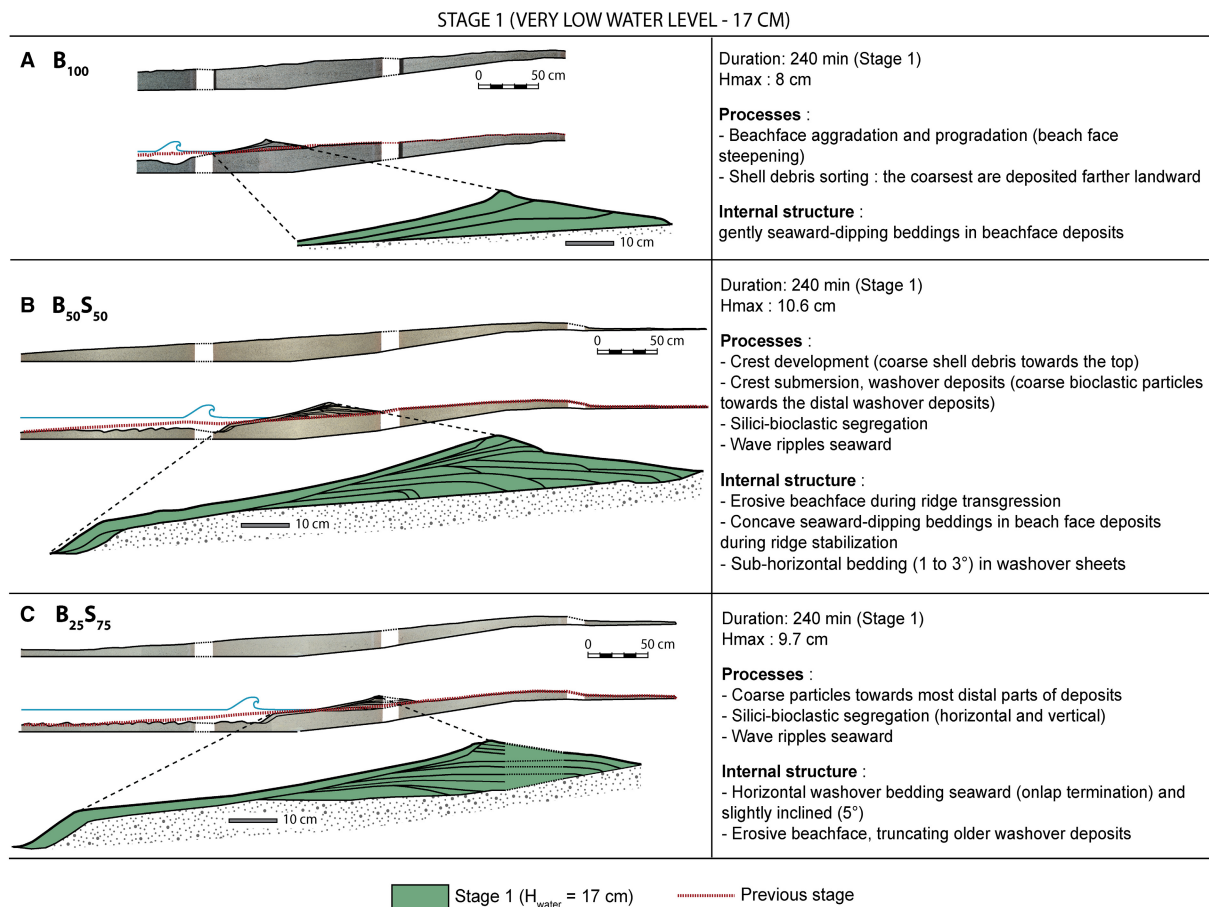 STAGE 1 (VERY LOW WATER LEVEL - 17 CM)
A B100
0 50 cm
10 cm
Duration: 240 min (Stage 1)
Hmax : 8 cm
Processes :
- Beachface aggradation and progradation (beach face
steepening)
- Shell debris sorting : the coarsest are deposited farther landward
Internal structure :
gently seaward-dipping beddings in beachface deposits
B B50S50
0 50 cm
10 cm
Duration: 240 min (Stage 1)
Hmax : 10.6 cm
Processes :
- Crest development (coarse shell debris towards the top)
- Crest submersion, washover deposits (coarse bioclastic particles
towards the distal washover deposits)
- Silici-bioclastic segregation
- Wave ripples seaward
Internal structure :
- Erosive beachface during ridge transgression
- Concave seaward-dipping beddings in beach face deposits
during ridge stabilization
- Sub-horizontal bedding (1 to 3°) in washover sheets
C B25S75
0 50 cm
10 cm
Duration: 240 min (Stage 1)
Hmax : 9.7 cm
Processes :
- Coarse particles towards most distal parts of deposits
- Silici-bioclastic segregation (horizontal and vertical)
- Wave ripples seaward
Internal structure :
- Horizontal washover bedding seaward (onlap termination) and
slightly inclined (5°)
- Erosive beachface, truncating older washover deposits
Stage 1 (Hwater = 17 cm)
Previous stage